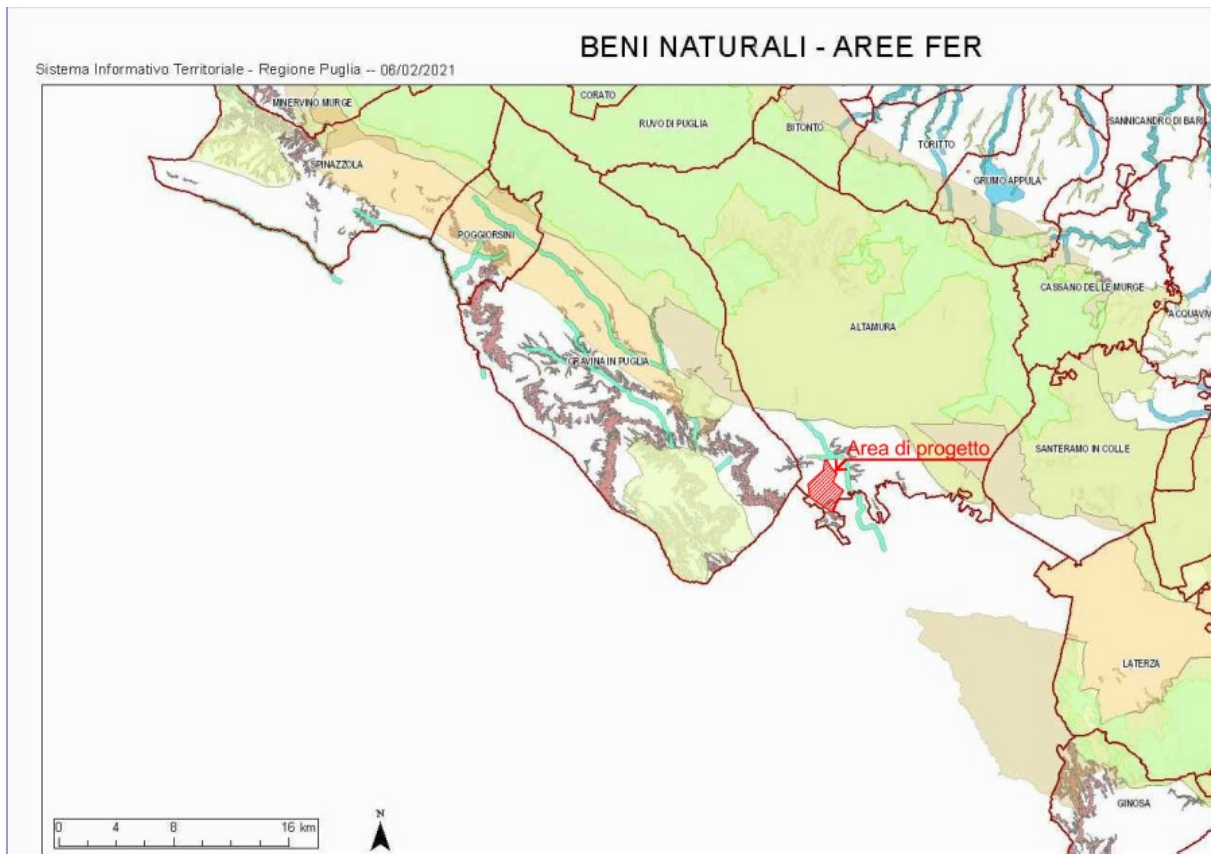 BENI NATURALI - AREE FER
Sistema Informativo Territoriale - Regione Puglia -- 06/02/2021
CORATO
MINERVINO MURGE
RUVO DI PUGLIA
BITONTO
SANNICANDRO DI BARI
TORITTO
SPINAZZOLA
GRUMO APPULA
POGGIORSINI
CASSANO DELLE MURGE
ACQUAVIV
ALTAMURA
GRAVINA IN PUGLIA
Area di progetto
SANTERAMO IN COLLE
LATERZA
GINOSA
N
0 4 8 16 km